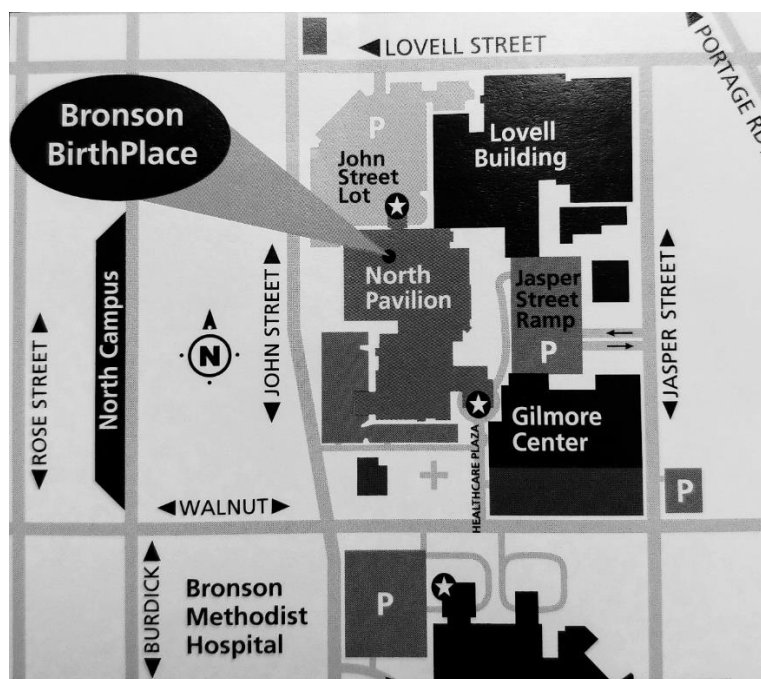 LOVELL STREET
PORTAGE RD
Bronson
BirthPlace
P
John
Street
Lot
Lovell
Building
North
Pavilion
Jasper
Street
Ramp
P
North Campus
N
JOHN STREET
JASPER STREET
ROSE STREET
Gilmore
Center
HEALTHCARE PLAZA
P
WALNUT
BURDICK
Bronson
Methodist
Hospital
P